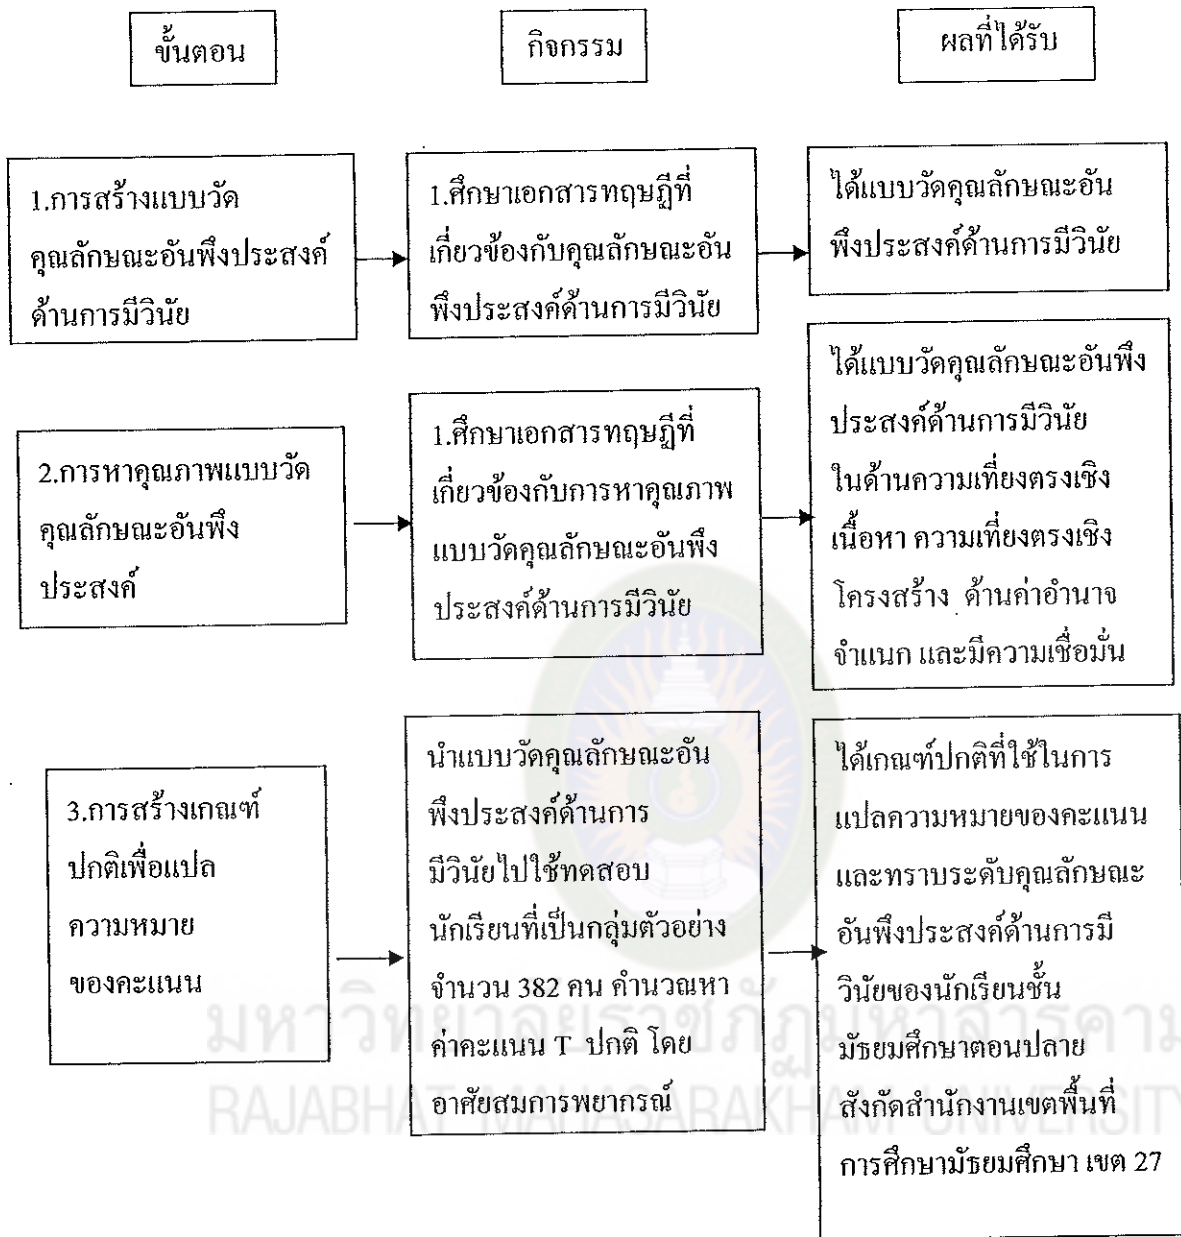 ขั้นตอน
กิจกรรม
ผลที่ได้รับ
1.การสร้างแบบวัด
คุณลักษณะอันพึงประสงค์
ด้านการมีวินัย
1.ศึกษาเอกสารทฤษฎีที่
เกี่ยวข้องกับคุณลักษณะอัน
พึงประสงค์ด้านการมีวินัย
ได้แบบวัดคุณลักษณะอัน
พึงประสงค์ด้านการมีวินัย
2.การหาคุณภาพแบบวัด
คุณลักษณะอันพึง
ประสงค์
1.ศึกษาเอกสารทฤษฎีที่
เกี่ยวข้องกับการหาคุณภาพ
แบบวัดคุณลักษณะอันพึง
ประสงค์ด้านการมีวินัย
ได้แบบวัดคุณลักษณะอันพึง
ประสงค์ด้านการมีวินัย
ในด้านความเที่ยงตรงเชิง
เนื้อหา ความเที่ยงตรงเชิง
โครงสร้าง ด้านค่าอำนาจ
จำแนก และมีความเชื่อมั่น
3.การสร้างเกณฑ์
ปกติเพื่อแปล
ความหมาย
ของคะแนน
นำแบบวัดคุณลักษณะอัน
พึงประสงค์ด้านการ
มีวินัยไปใช้ทดสอบ
นักเรียนที่เป็นกลุ่มตัวอย่าง
จำนวน 382 คน คำนวณหา
ค่าคะแนน T ปกติ โดย
อาศัยสมการพยากรณ์
ได้เกณฑ์ปกติที่ใช้ในการ
แปลความหมายของคะแนน
และทราบระดับคุณลักษณะ
อันพึงประสงค์ด้านการมี
วินัยของนักเรียนชั้น
มัธยมศึกษาตอนปลาย
สังกัดสำนักงานเขตพื้นที่
การศึกษามัธยมศึกษา เขต 27
มหาวิทยาลัยราชภัฏมหาสารคาม
RAJABHAT MAHASARAKHAM UNIVERSITY